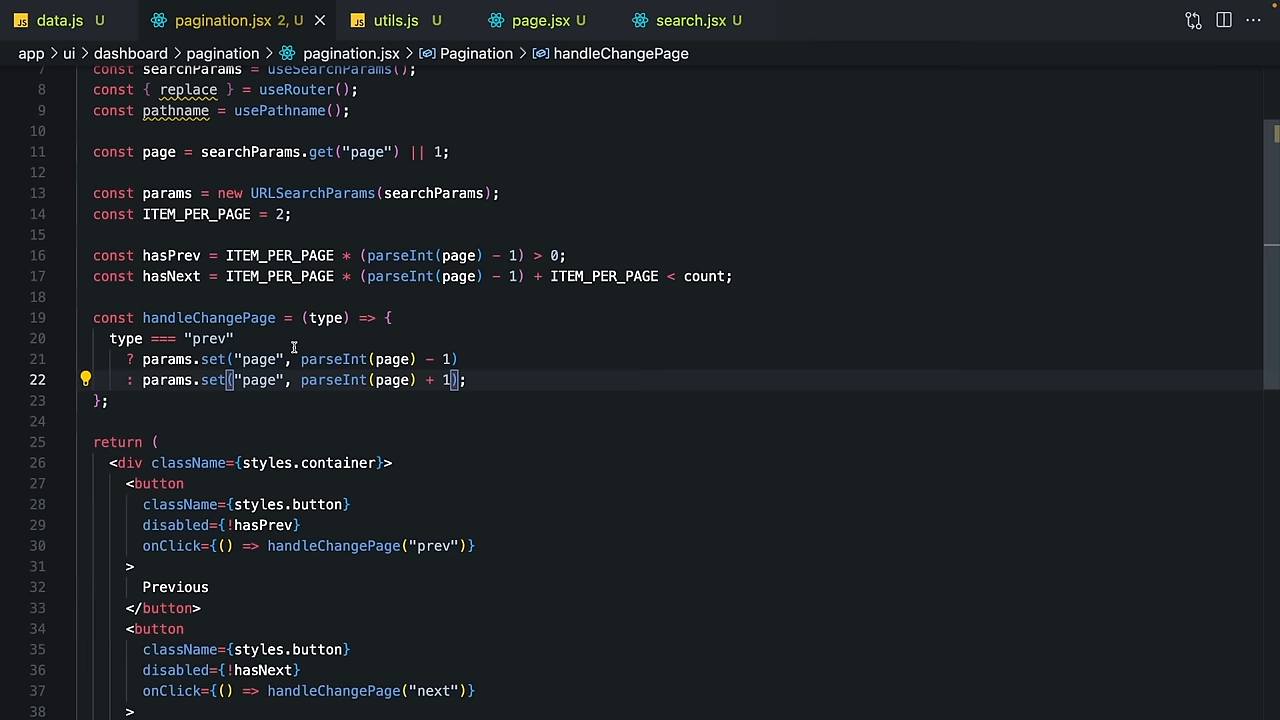 data.js U pagination.jsx 2, U utils.js U page.jsx U search.jsx U
app > ui > dashboard > pagination > pagination.jsx > Pagination > handleChangePage
7 const searchParams = useSearchParams();
8 const { replace } = useRouter();
9 const pathname = usePathname();
10
11 const page = searchParams.get("page") || 1;
12
13 const params = new URLSearchParams(searchParams);
14 const ITEM_PER_PAGE = 2;
15
16 const hasPrev = ITEM_PER_PAGE * (parseInt(page) - 1) > 0;
17 const hasNext = ITEM_PER_PAGE * (parseInt(page) - 1) + ITEM_PER_PAGE < count;
18
19 const handleChangePage = (type) => {
20 type === "prev"
21 ? params.set("page", parseInt(page) - 1)
22 : params.set("page", parseInt(page) + 1);
23 };
24
25 return (
26 <div className={styles.container}>
27 <button
28 className={styles.button}
29 disabled={!hasPrev}
30 onClick={() => handleChangePage("prev")}
31 >
32 Previous
33 </button>
34 <button
35 className={styles.button}
36 disabled={!hasNext}
37 onClick={() => handleChangePage("next")}
38 >